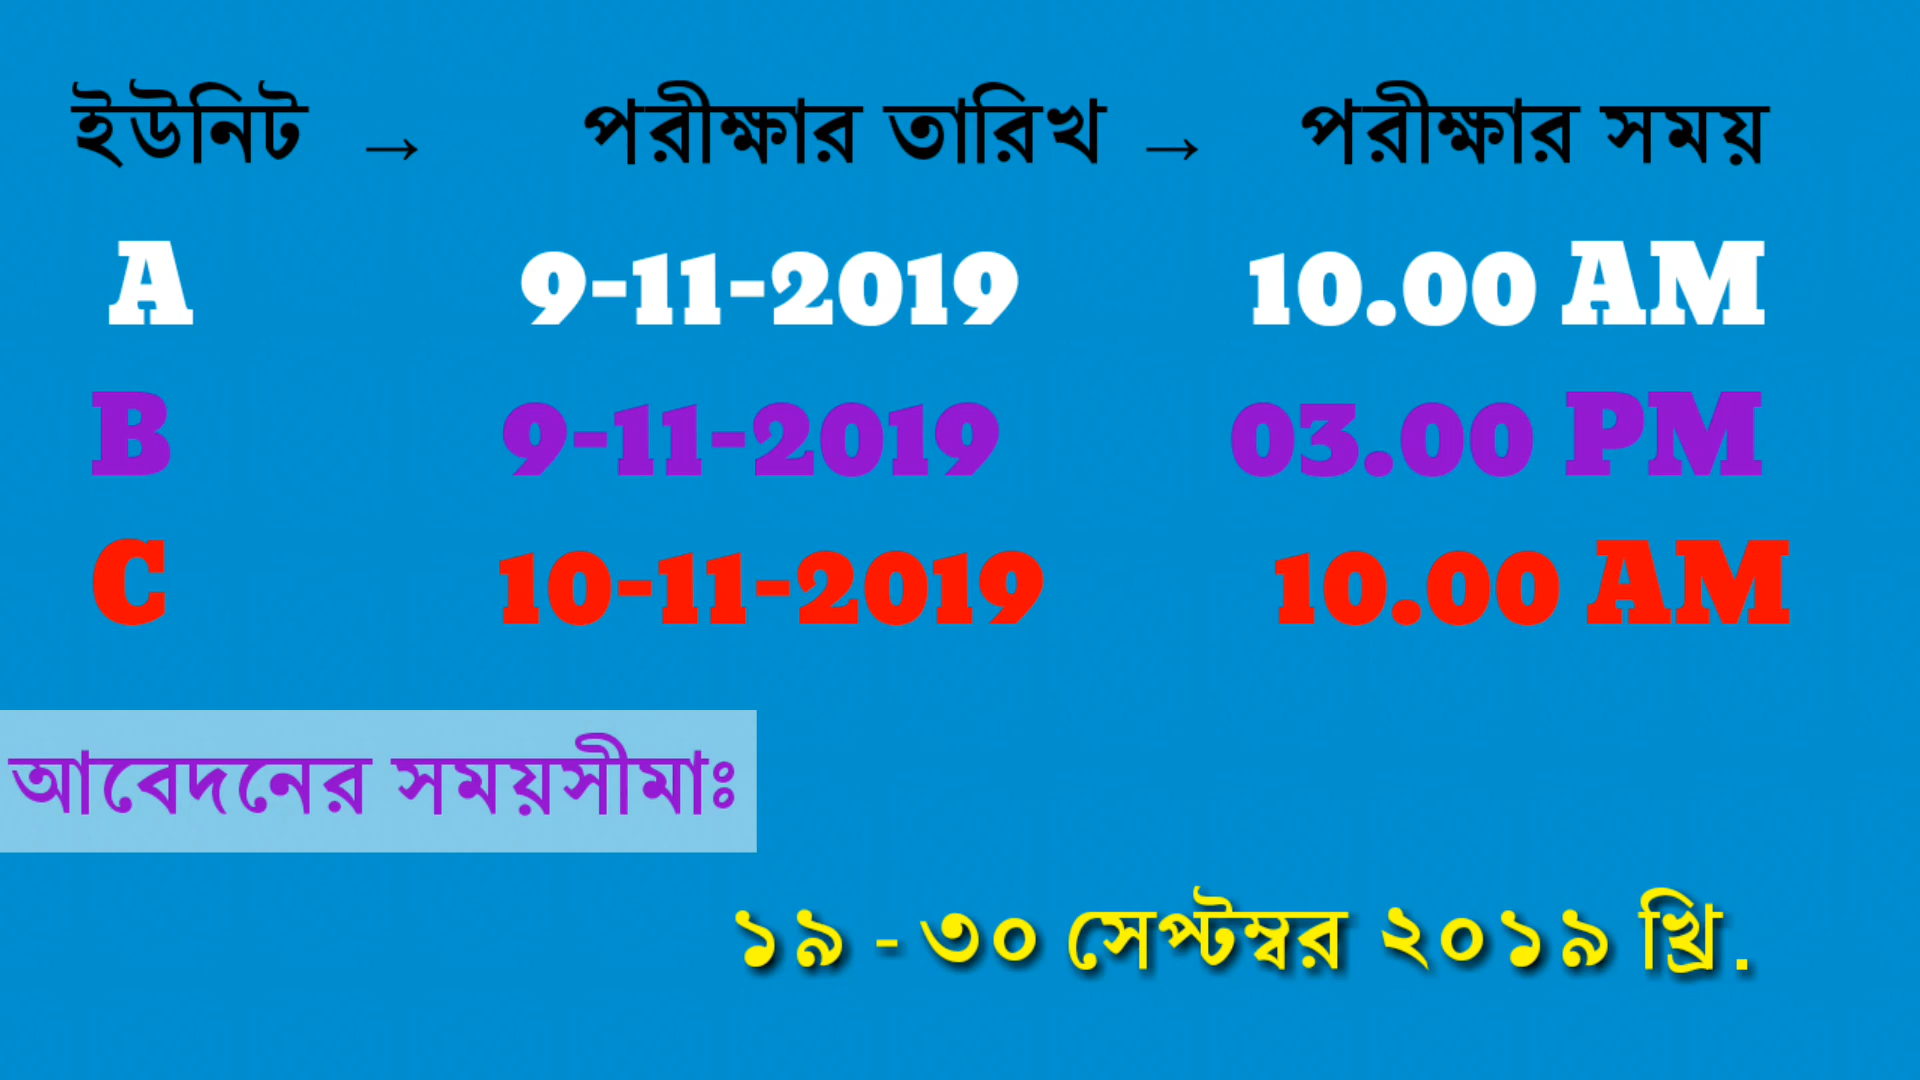 ইউনিট → পরীক্ষার তারিখ → পরীক্ষার সময়
A 9-11-2019 10.00 AM
B 9-11-2019 03.00 PM
C 10-11-2019 10.00 AM
আবেদনের সময়সীমাঃ
১৯ - ৩০ সেপ্টম্বর ২০১৯ খ্রি.